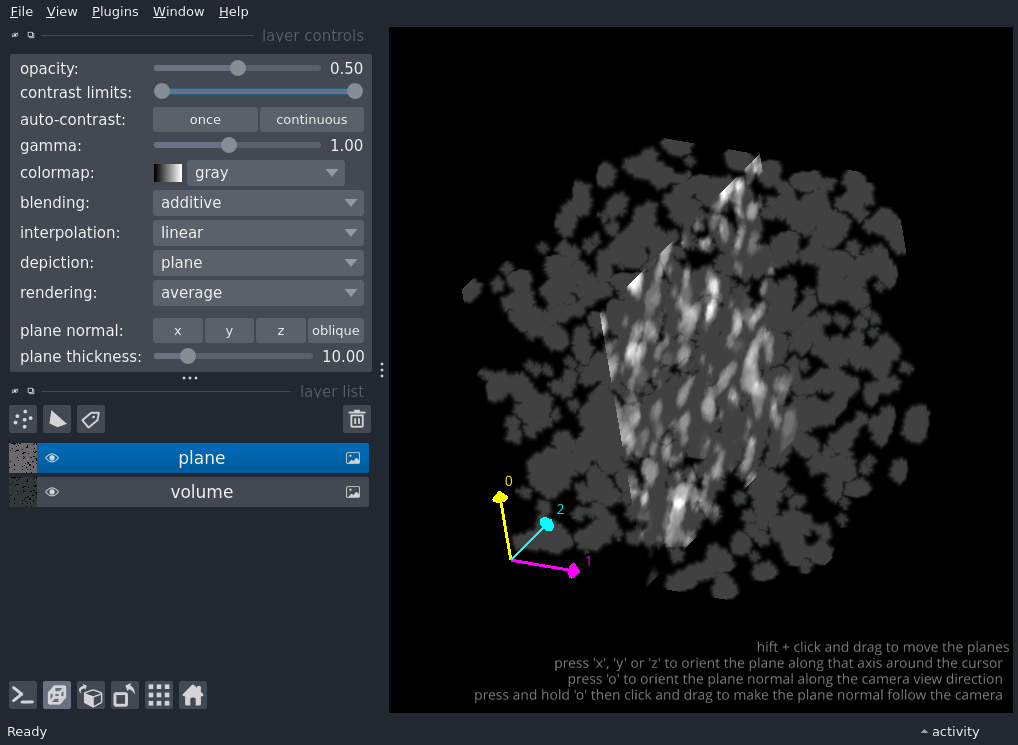 File View Plugins Window Help
layer controls
opacity: 0.50
contrast limits:
auto-contrast: once continuous
gamma: 1.00
colormap: gray
blending: additive
interpolation: linear
depiction: plane
rendering: average
plane normal: x y z oblique
plane thickness: 10.00
layer list
plane
volume
0
2
1
hift + click and drag to move the planes
press 'x', 'y' or 'z' to orient the plane along that axis around the cursor
press 'o' to orient the plane normal along the camera view direction
press and hold 'o' then click and drag to make the plane normal follow the camera
Ready activity